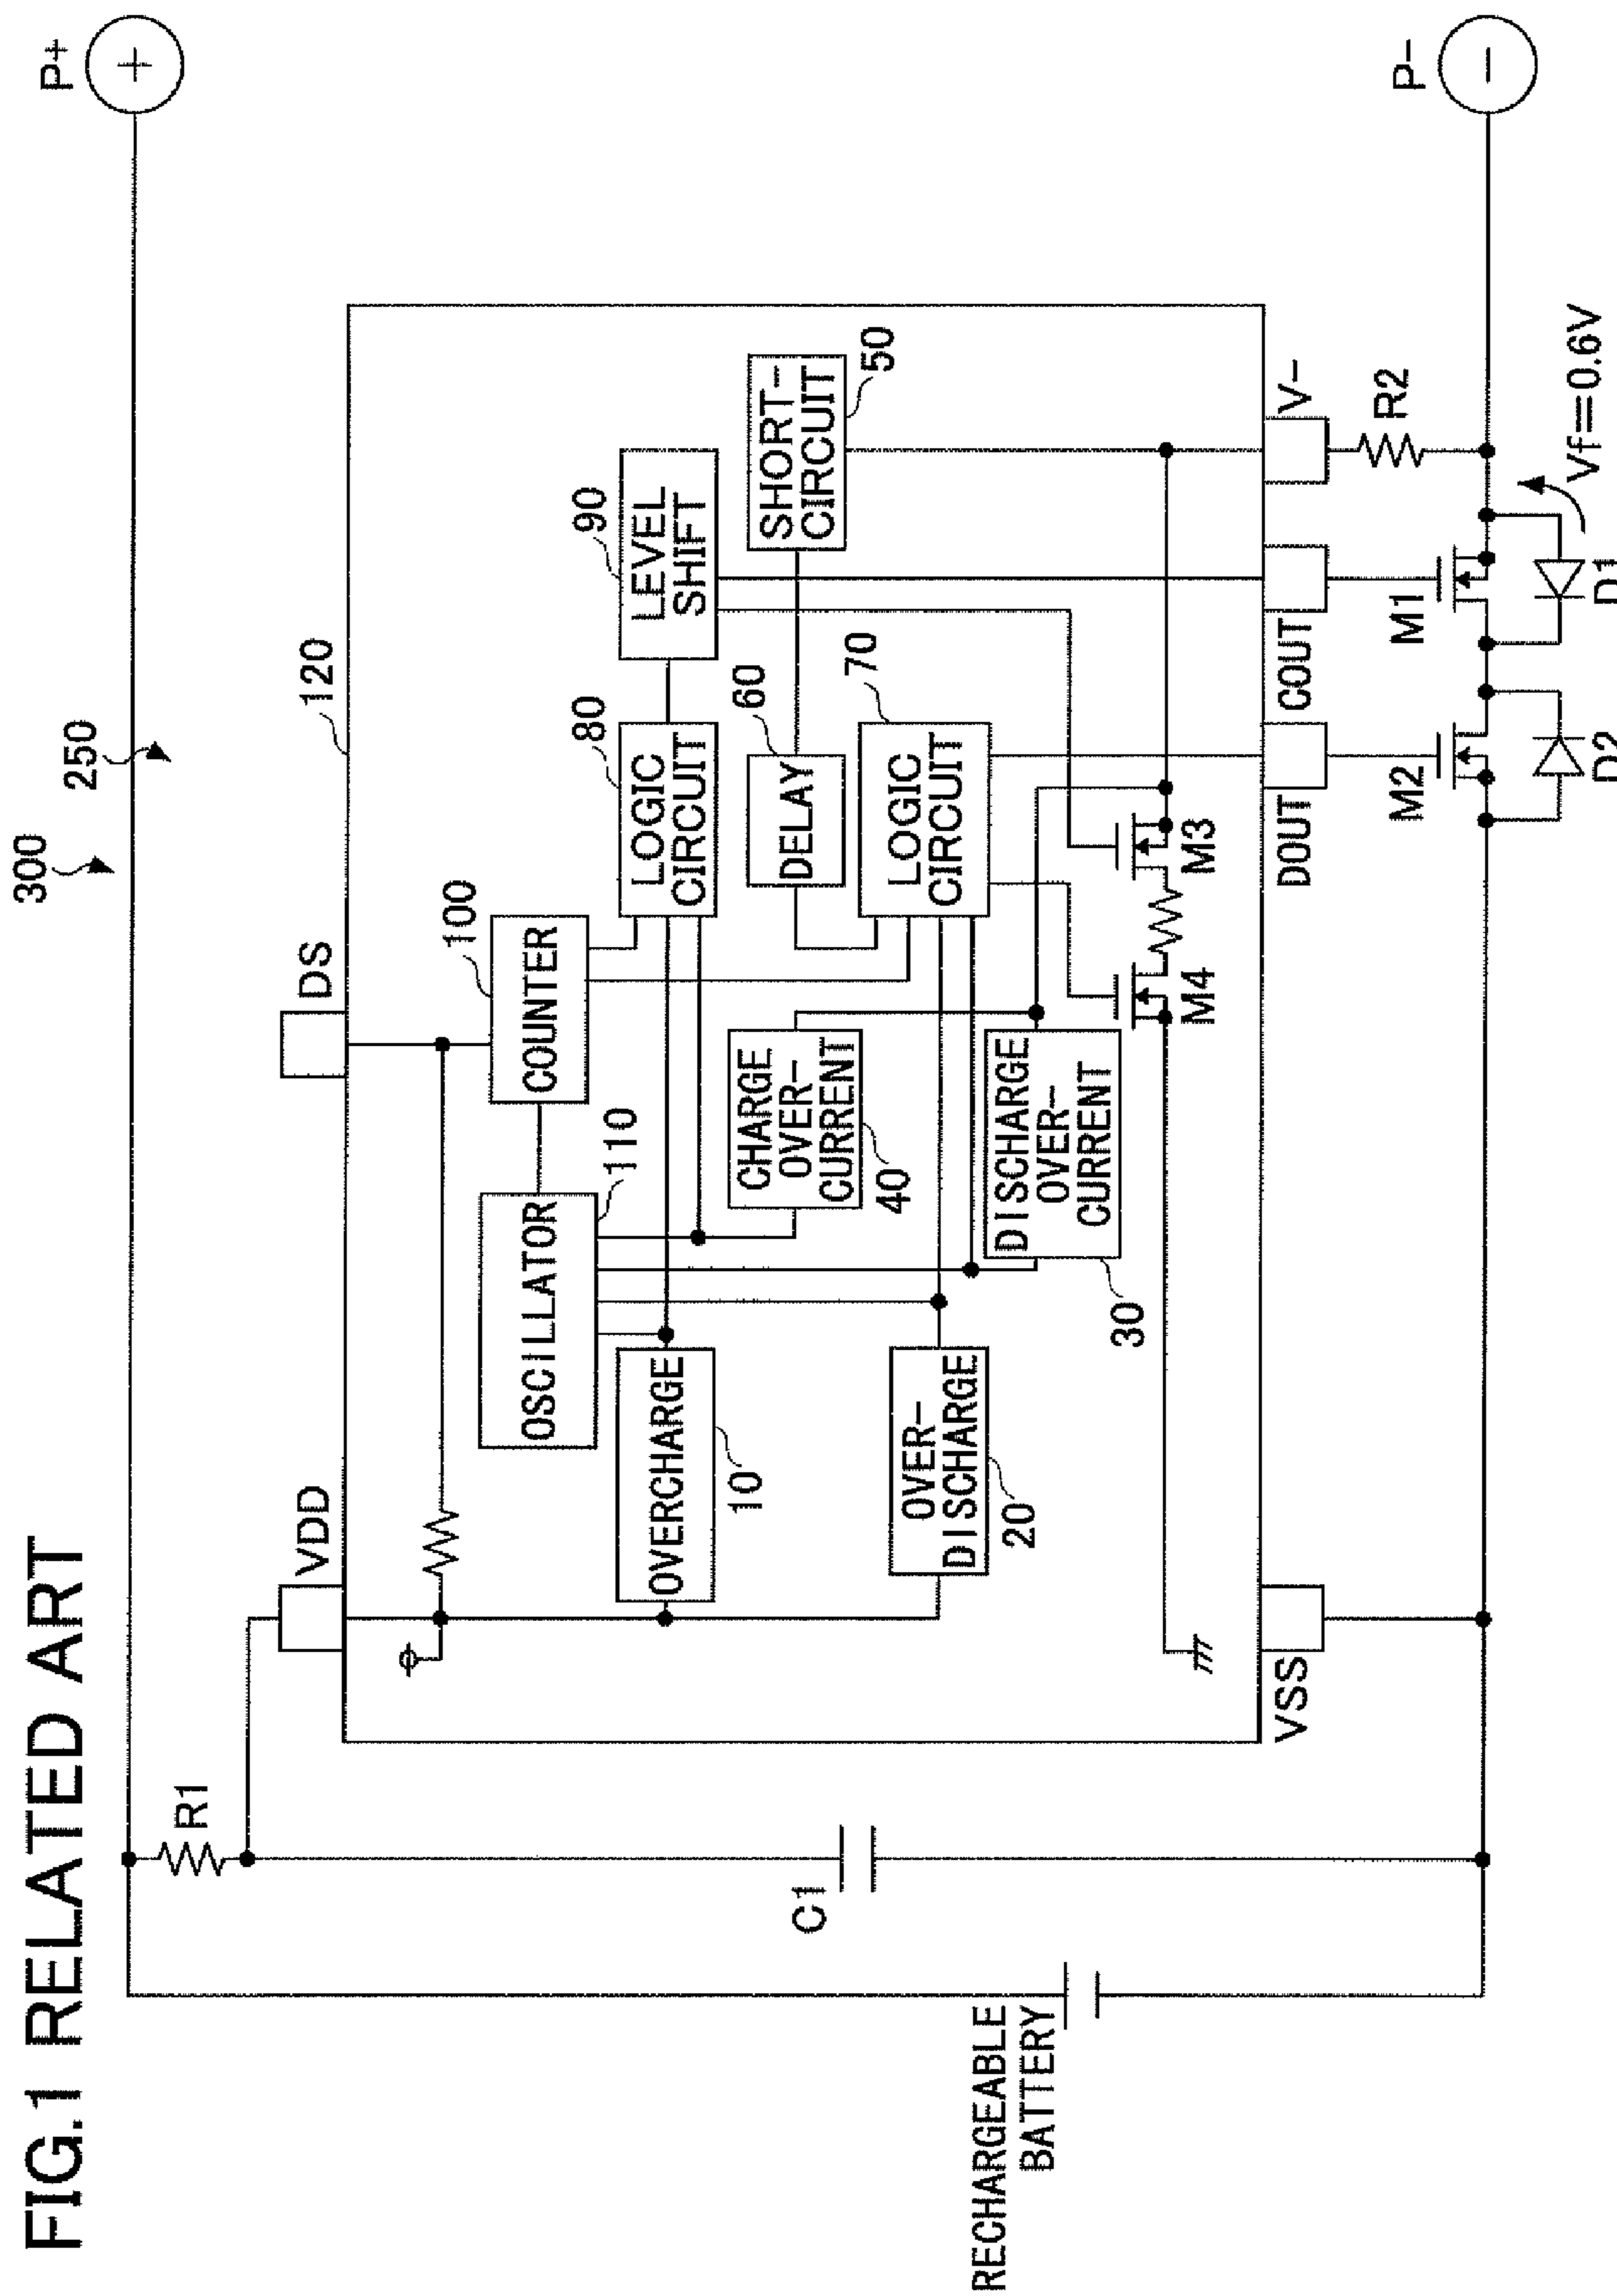 FIG.1 RELATED ART
300
250
P+
+
R1
VDD
DS
120
OSCILLATOR
110
COUNTER
100
80
LOGIC
CIRCUIT
90
LEVEL
SHIFT
OVERCHARGE
10
CHARGE
OVER-
CURRENT
40
60
DELAY
SHORT-
CIRCUIT
50
C1
OVER-
DISCHARGE
20
DISCHARGE
OVER-
CURRENT
30
70
LOGIC
CIRCUIT
RECHARGEABLE
BATTERY
M4
M3
VSS
DOUT
COUT
V-
R2
M2
M1
P-
-
D2
D1
Vf=0.6V